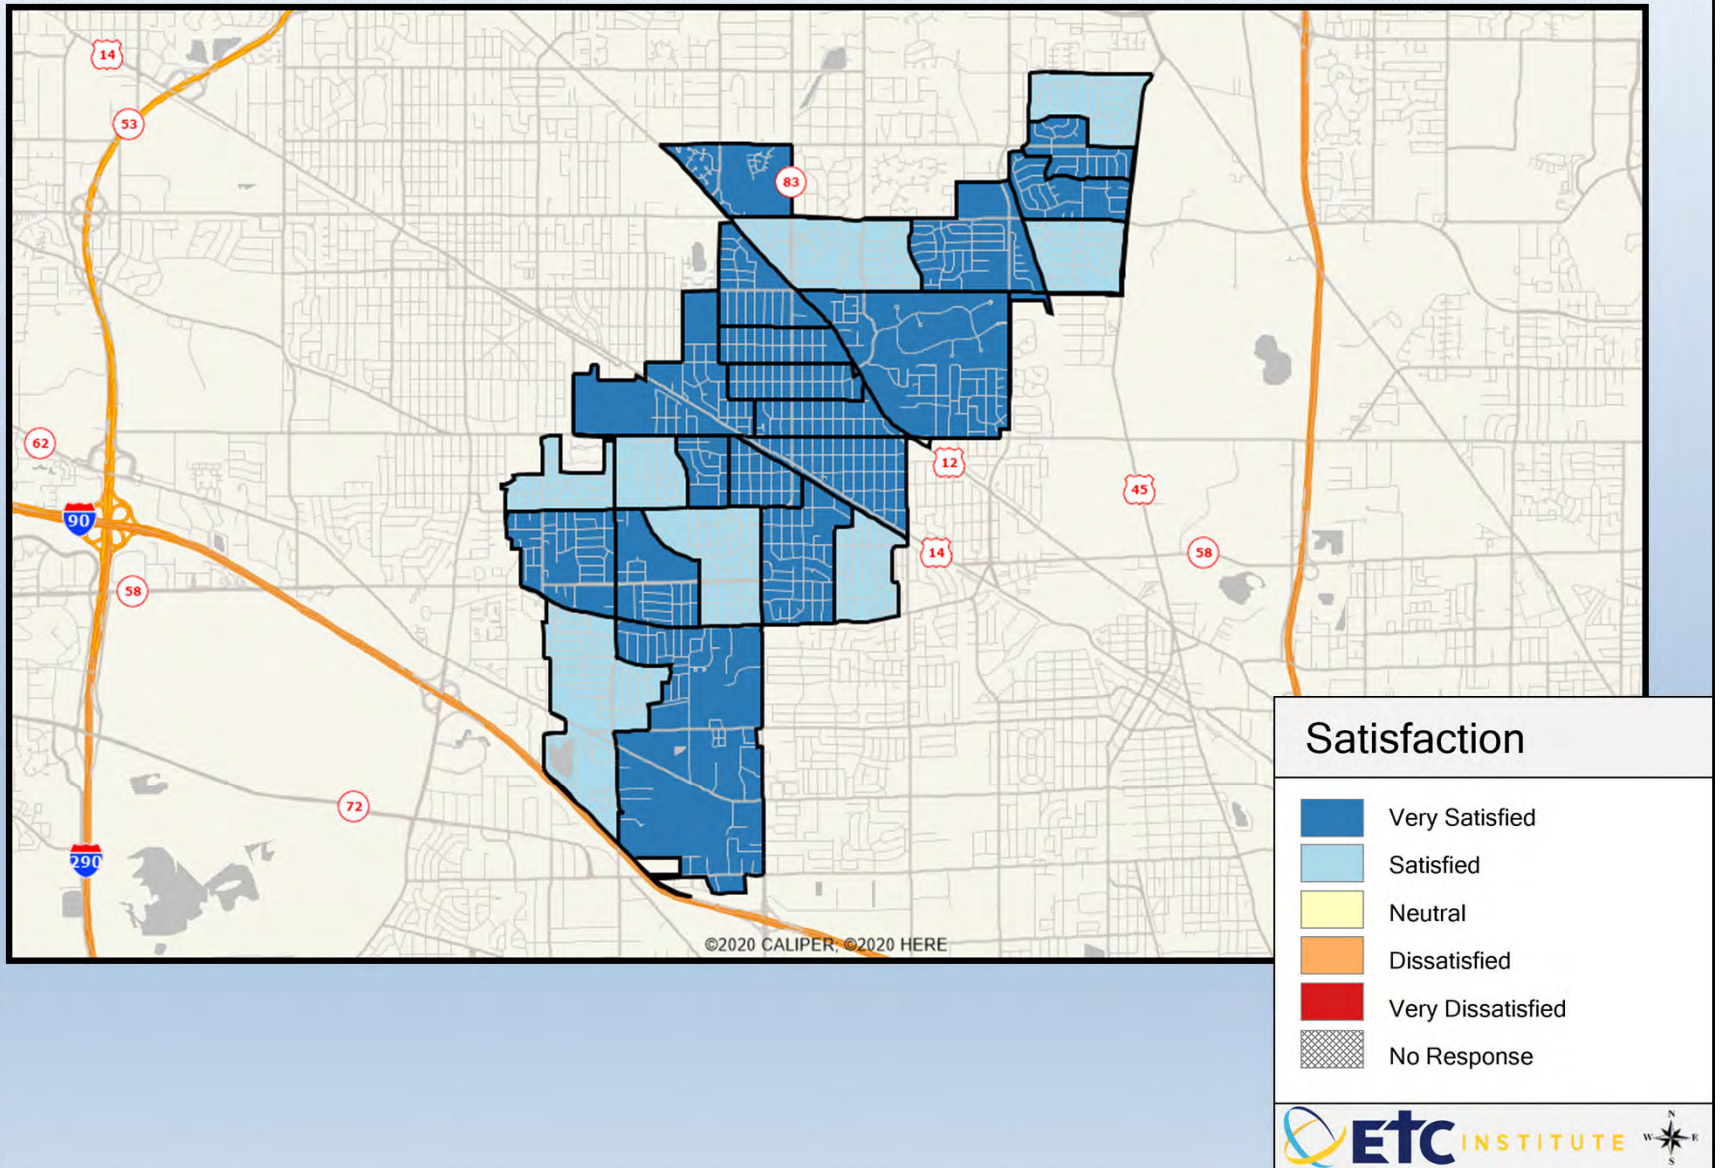 14
53
83
62
12
45
90
14
58
58
72
290
©2020 CALIPER; ©2020 HERE
Satisfaction
Very Satisfied
Satisfied
Neutral
Dissatisfied
Very Dissatisfied
No Response
ETC INSTITUTE
N
W E
S